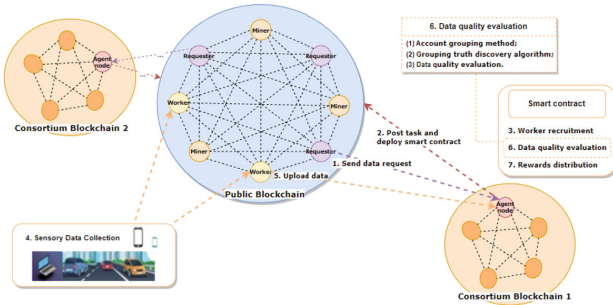 6. Data quality evaluation
(1) Account grouping method;
(2) Grouping truth discovery algorithm;
(3) Data quality evaluation.
Miner
Requester
Requester
...
Agent
node
...
Worker
Miner
Consortium Blockchain 2
Smart contract
3. Worker recruitment
6. Data quality evaluation
7. Rewards distribution
2. Post task and
deploy smart contract
Miner
Requester
1. Send data request
Worker
5. Upload data
Public Blockchain
Agent
node
4. Sensory Data Collection
Consortium Blockchain 1